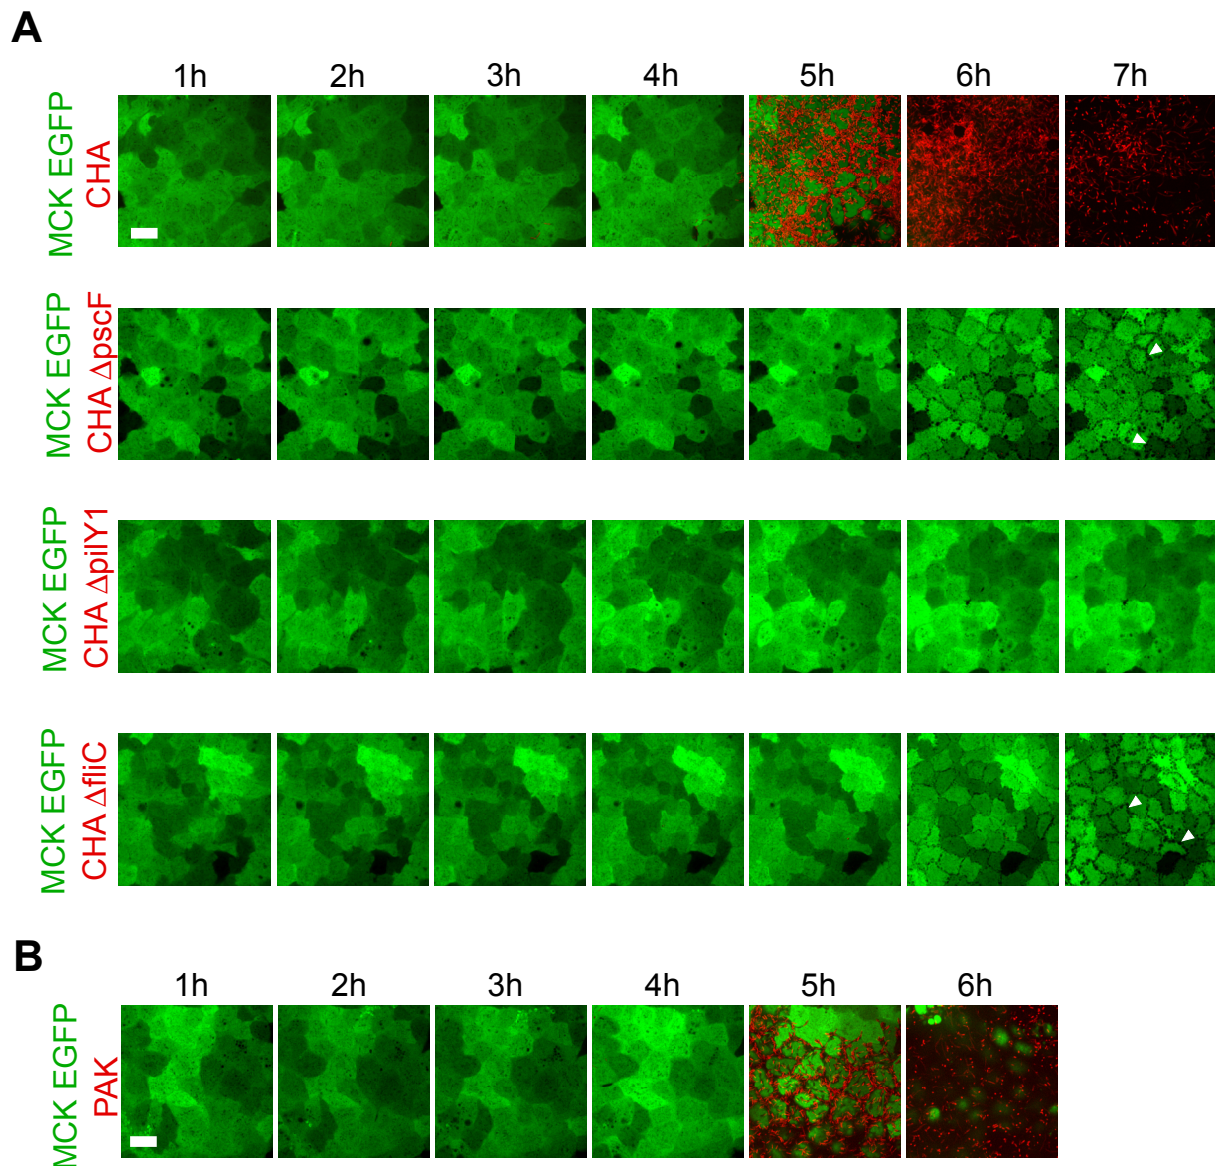 A
1h 2h 3h 4h 5h 6h 7h
MCK EGFP
CHA
MCK EGFP
CHA ΔpscF
MCK EGFP
CHA ΔpilY1
MCK EGFP
CHA ΔfliC
B
1h 2h 3h 4h 5h 6h
MCK EGFP
PAK